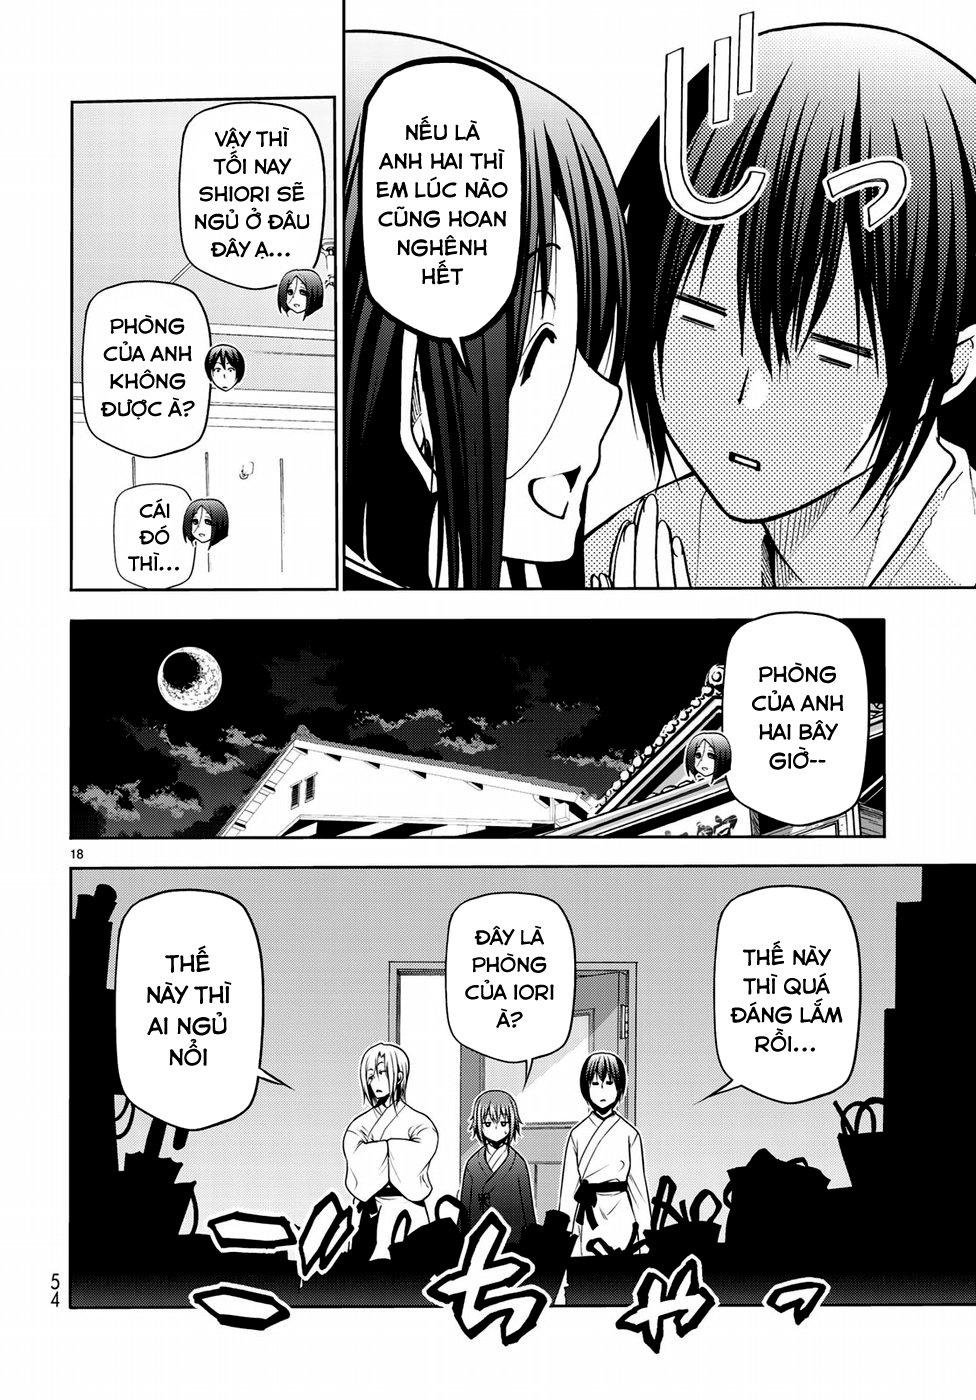 ジッ
NẾU LÀ
ANH HAI THÌ
EM LÚC NÀO
CŨNG HOAN
NGHÊNH
HẾT
VẬY THÌ
TỐI NAY
SHIORI SẼ
NGỦ Ở ĐÂU
ĐÂY Ạ...
PHÒNG
CỦA ANH
KHÔNG
ĐƯỢC À?
CÁI
ĐÓ
THÌ...
PHÒNG
CỦA ANH
HAI BÂY
GIỜ--
18
THẾ NÀY
THÌ QUÁ
ĐÁNG LẮM
RỒI...
ĐÂY LÀ
PHÒNG
CỦA IORI
À?
THẾ
NÀY THÌ
AI NGỦ
NỔI
ごちゃっ
54